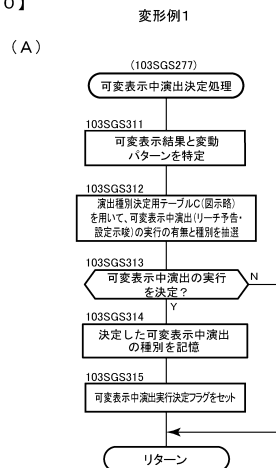 0】
変形例1
(A)
(103SGS277)
可変表示中演出決定処理
103SGS311
可変表示結果と変動
パターンを特定
103SGS312
演出種別決定用テーブルC(図示略)
を用いて、可変表示中演出(リーチ予告・
設定示唆)の実行の有無と種別を抽選
103SGS313
可変表示中演出の実行
を決定?
N
Y
103SGS314
決定した可変表示中演出
の種別を記憶
103SGS315
可変表示中演出実行決定フラグをセット
リターン